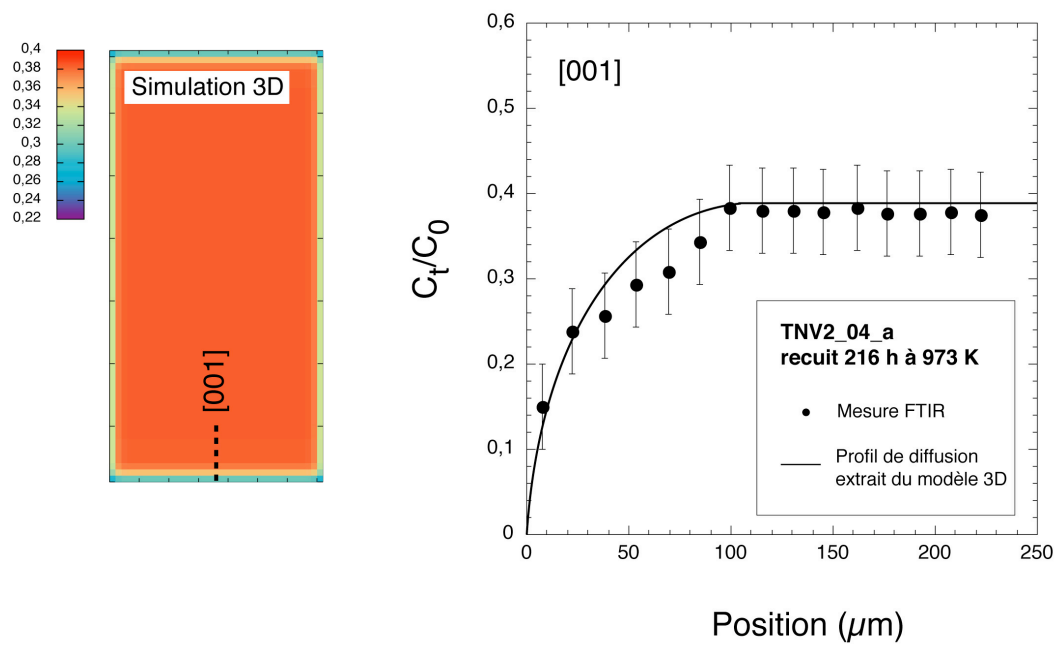 0,4
0,38
0,36
0,34
0,32
0,3
0,28
0,26
0,24
0,22
Simulation 3D
[001]
0,6
0,5
0,4
0,3
0,2
0,1
0
Ct/C0
[001]
TNV2_04_a
recuit 216 h à 973 K
Mesure FTIR
Profil de diffusion
extrait du modèle 3D
0 50 100 150 200 250
Position (µm)